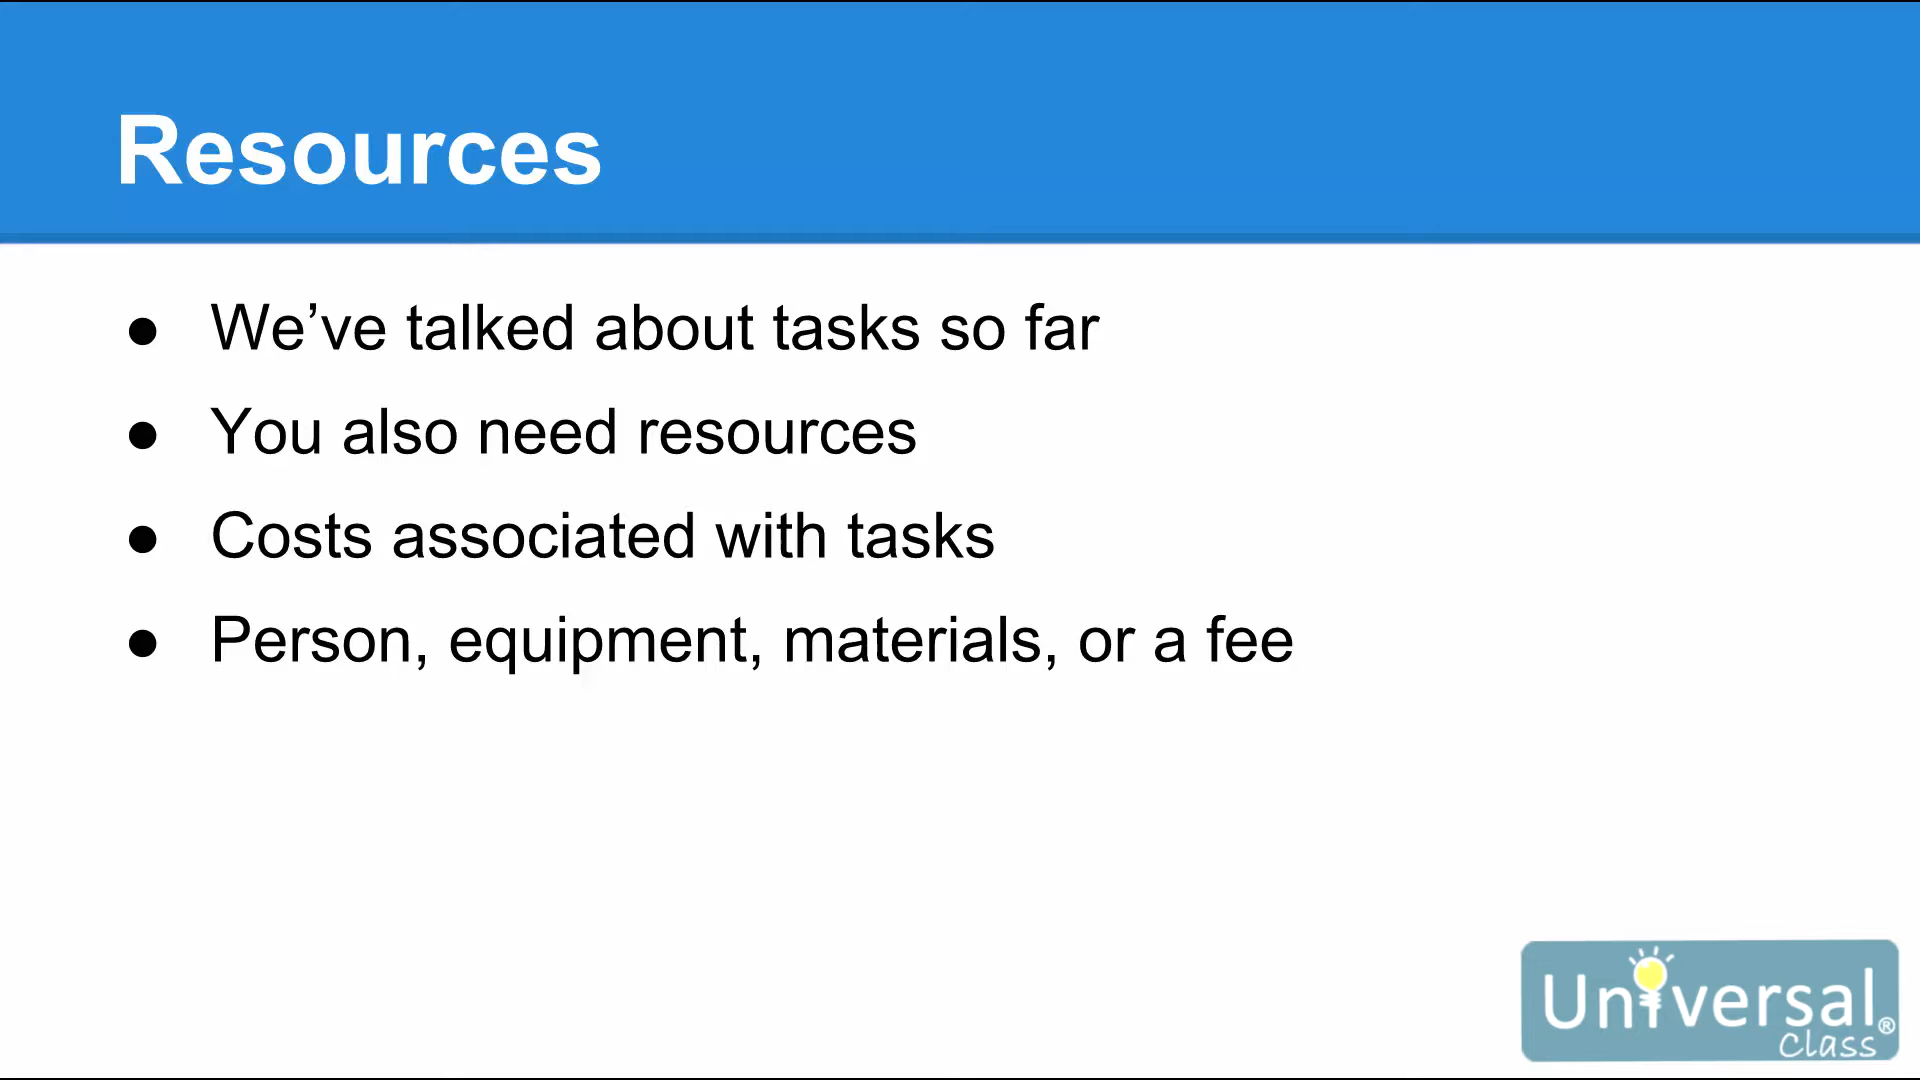 Resources
● We’ve talked about tasks so far
● You also need resources
● Costs associated with tasks
● Person, equipment, materials, or a fee
Universal®
Class